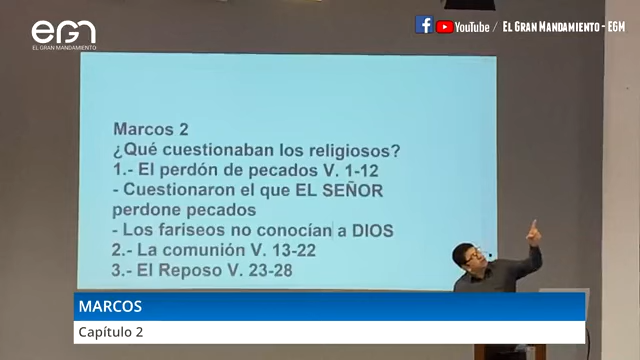 EGM
EL GRAN MANDAMIENTO
YouTube / EL GRAN MANDAMIENTO - EGM
Marcos 2
¿Qué cuestionaban los religiosos?
1.- El perdón de pecados V. 1-12
- Cuestionaron el que EL SEÑOR
perdone pecados
- Los fariseos no conocían a DIOS
2.- La comunión V. 13-22
3.- El Reposo V. 23-28
MARCOS
Capítulo 2